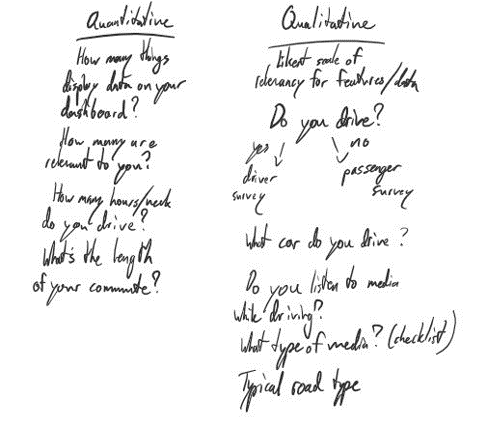 Quantitative
How many things
display data on your
dashboard?
How many are
relevant to you?
How many hours/week
do you drive?
What's the length
of your commute?
Qualitative
Likert scale of
relevancy for features/data
Do you drive?
yes
no
driver
survey
passenger
survey
What car do you drive?
Do you listen to media
while driving?
What type of media? (checklist)
Typical road type